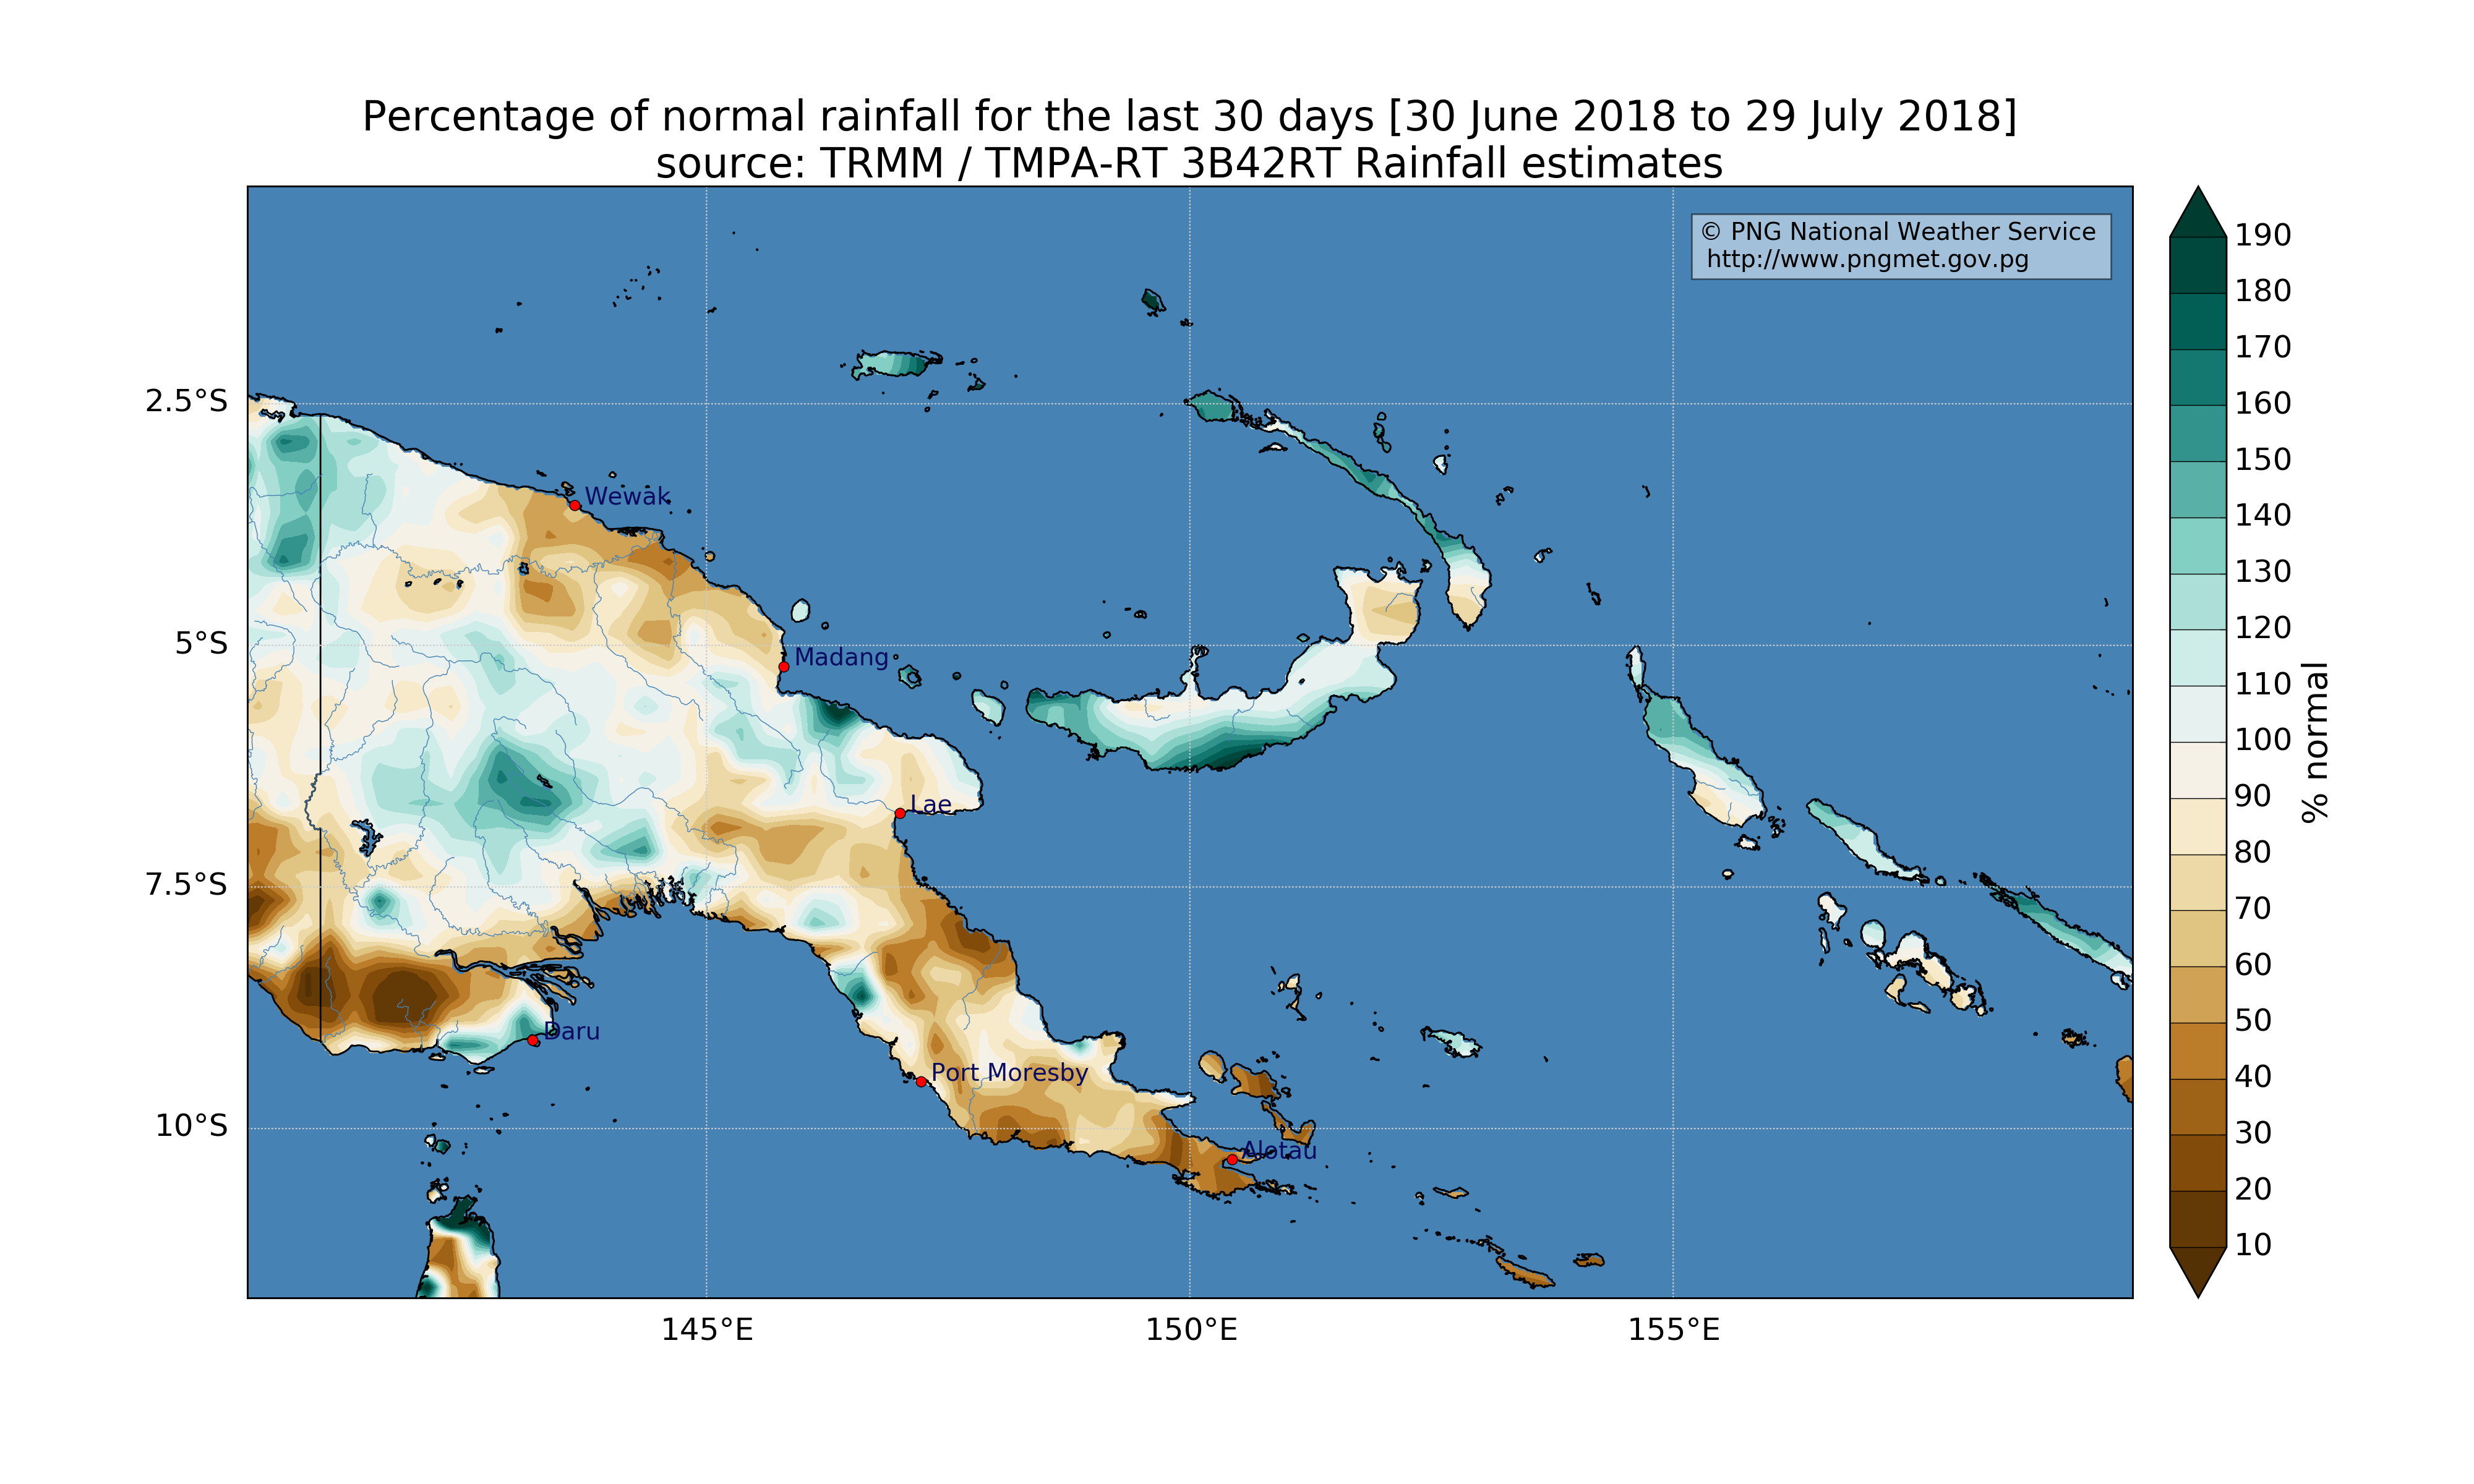 Percentage of normal rainfall for the last 30 days [30 June 2018 to 29 July 2018]
source: TRMM / TMPA-RT 3B42RT Rainfall estimates
© PNG National Weather Service
http://www.pngmet.gov.pg
2.5°S
5°S
7.5°S
10°S
Wewak
Madang
Lae
Daru
Port Moresby
Alotau
145°E
150°E
155°E
190
180
170
160
150
140
130
120
110
100
90
80
70
60
50
40
30
20
10
% normal